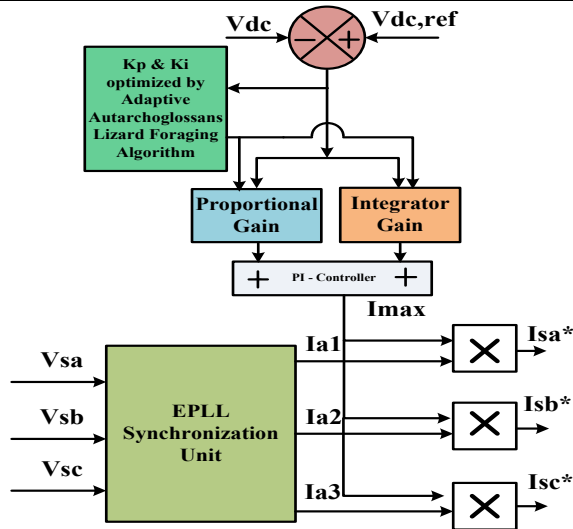 Vdc
Vdc,ref
− +
Kp & Ki
optimized by
Adaptive
Autarchoglossans
Lizard Foraging
Algorithm
Proportional
Gain
Integrator
Gain
+ PI - Controller +
Imax
Vsa
Vsb
Vsc
EPLL
Synchronization
Unit
Ia1
Ia2
Ia3
×
×
×
Isa*
Isb*
Isc*